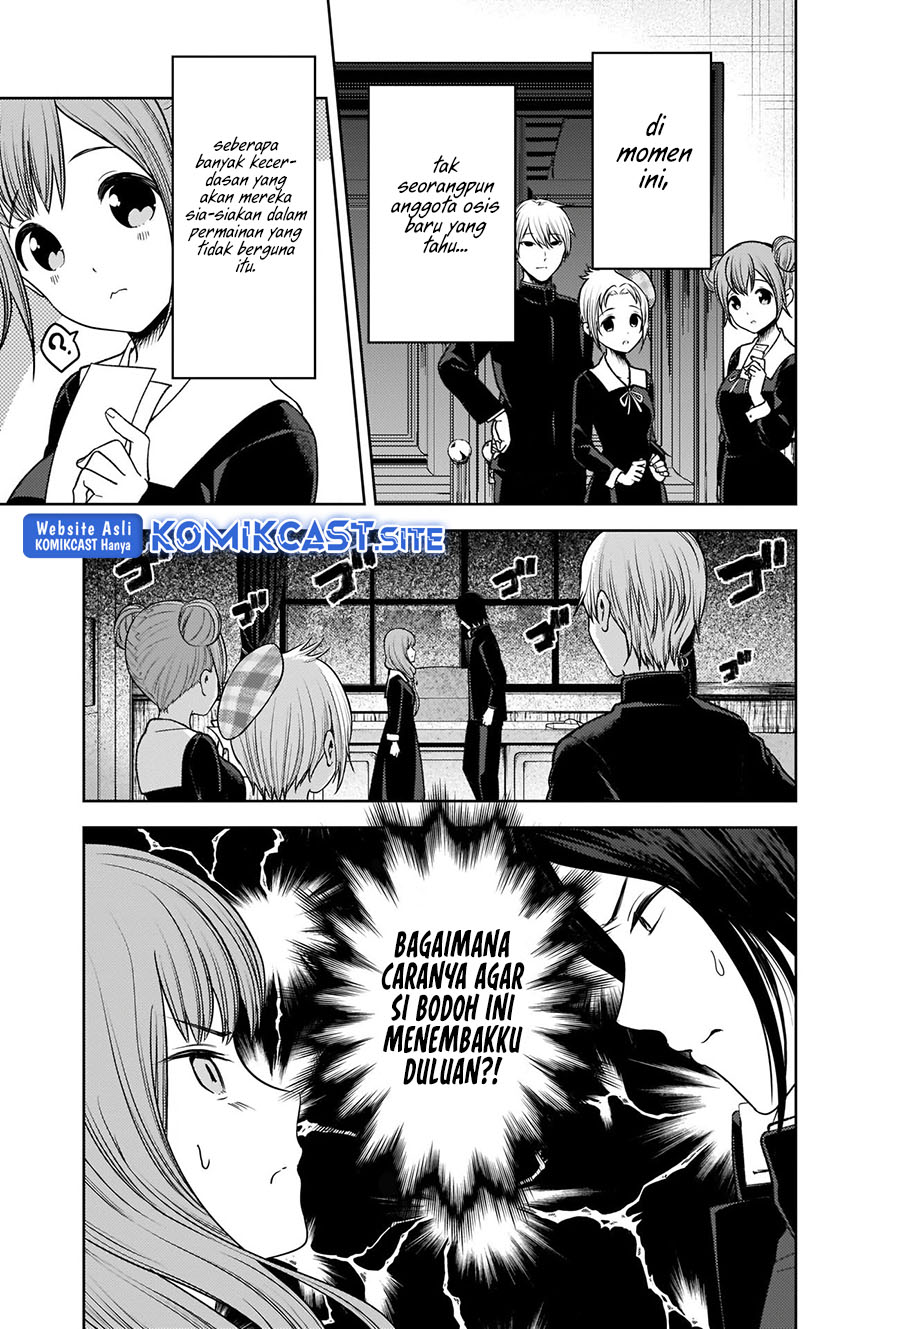 di
momen
ini,
tak
seorangpun
anggota osis
baru yang
tahu...
seberapa
banyak kecer-
dasan yang
akan mereka
sia-siakan dalam
permainan yang
tidak berguna
itu.
?
Website Asli
KOMIKCAST Hanya
KOMIKCAST.SITE
ゴゴ
ゴゴ
ゴゴ
BAGAIMANA
CARANYA AGAR
SI BODOH INI
MENEMBAKKU
DULUAN?!